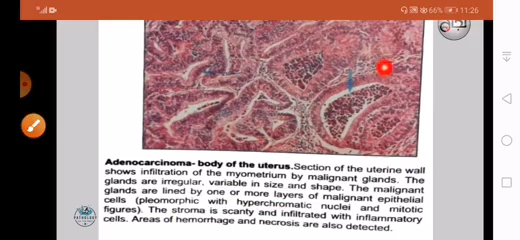 66%
11:26
Adenocarcinoma- body of the uterus.Section of the uterine wall
shows infiltration of the myometrium by malignant glands. The
glands are irregular, variable in size and shape. The malignant
glands are lined by one or more layers of malignant epithelial
cells (pleomorphic with hyperchromatic nuclei and mitotic
figures). The stroma is scanty and infiltrated with inflammatory
cells. Areas of hemorrhage and necrosis are also detected.
PATHOLOGY